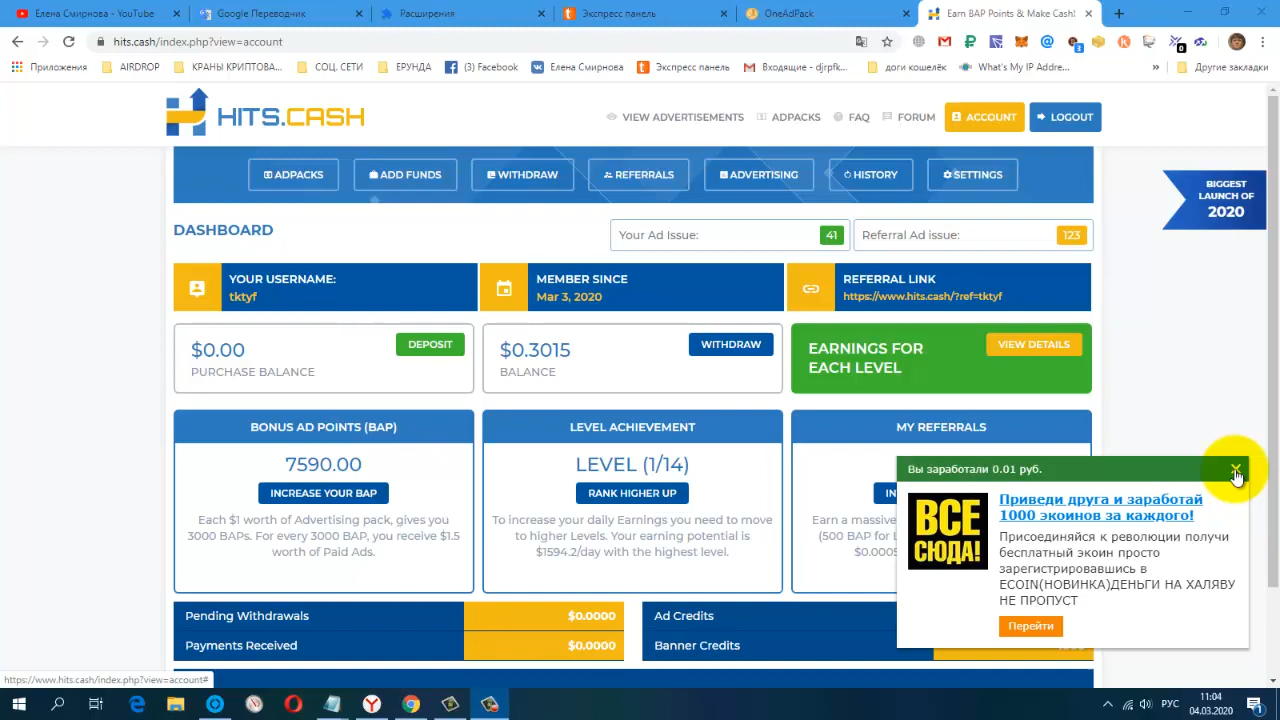 Елена Смирнова - YouTube
Google Переводчик
Расширения
Экспресс панель
OneAdPack
Earn BAP Points & Make Cash!
hits.cash/index.php?view=account
Приложения
AIRDROP
КРАНЫ КРИПТОВА...
СОЦ. СЕТИ
ЕРУНДА
(3) Facebook
Елена Смирнова
Экспресс панель
Входящие - djrpfk...
доги кошелёк
What's My IP Addre...
»
Другие закладки
HITS.CASH
VIEW ADVERTISEMENTS
ADPACKS
FAQ
FORUM
ACCOUNT
LOGOUT
ADPACKS
ADD FUNDS
WITHDRAW
REFERRALS
ADVERTISING
HISTORY
SETTINGS
BIGGEST
LAUNCH OF
2020
DASHBOARD
Your Ad Issue:
41
Referral Ad issue:
123
YOUR USERNAME:
tktyf
MEMBER SINCE
Mar 3, 2020
REFERRAL LINK
https://www.hits.cash/?ref=tktyf
$0.00
DEPOSIT
PURCHASE BALANCE
$0.3015
WITHDRAW
BALANCE
EARNINGS FOR
EACH LEVEL
VIEW DETAILS
BONUS AD POINTS (BAP)
7590.00
INCREASE YOUR BAP
Each $1 worth of Advertising pack, gives you
3000 BAPs. For every 3000 BAP, you receive $1.5
worth of Paid Ads.
LEVEL ACHIEVEMENT
LEVEL (1/14)
RANK HIGHER UP
To increase your daily Earnings you need to move
to higher Levels. Your earning potential is
$1594.2/day with the highest level.
MY REFERRALS
IN
Earn a massive
(500 BAP for L
$0.000
Вы заработали 0.01 руб.
ВСЕ
СЮДА!
Приведи друга и заработай
1000 экоинов за каждого!
Присоединяйся к революции получи
бесплатный экоин просто
зарегистрировавшись в
ECOIN(НОВИНКА)ДЕНЬГИ НА ХАЛЯВУ
НЕ ПРОПУСТ
Перейти
Pending Withdrawals
$0.0000
Ad Credits
Payments Received
$0.0000
Banner Credits
https://www.hits.cash/index.php?view=account#
РУС
11:04
04.03.2020